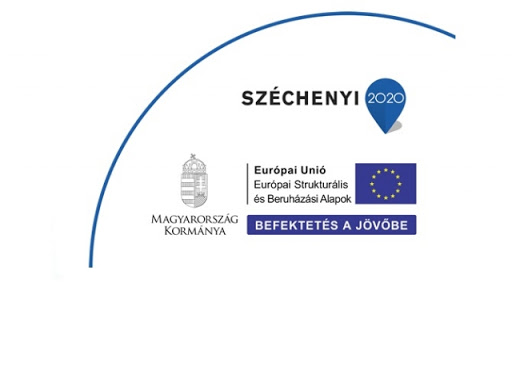 SZÉCHENYI 2020
Európai Unió
Európai Strukturális
és Beruházási Alapok
MAGYARORSZÁG
KORMÁNYA
BEFEKTETÉS A JÖVŐBE